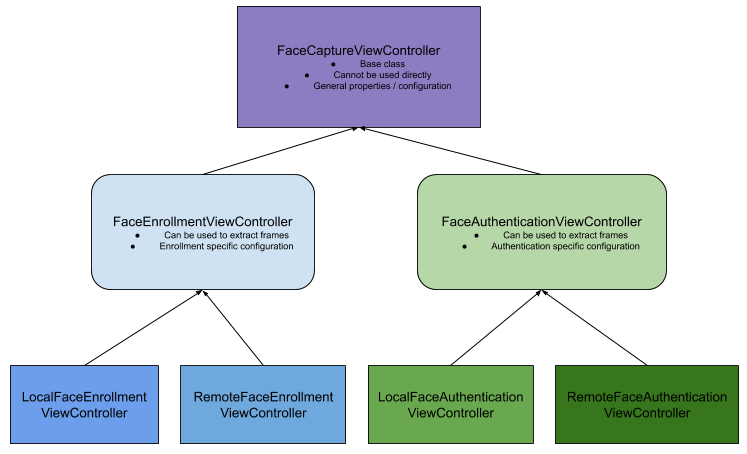 FaceCaptureViewController
● Base class
● Cannot be used directly
● General properties / configuration
FaceEnrollmentViewController
● Can be used to extract frames
● Enrollment specific configuration
FaceAuthenticationViewController
● Can be used to extract frames
● Authentication specific configuration
LocalFaceEnrollment
ViewController
RemoteFaceEnrollment
ViewController
LocalFaceAuthentication
ViewController
RemoteFaceAuthentication
ViewController